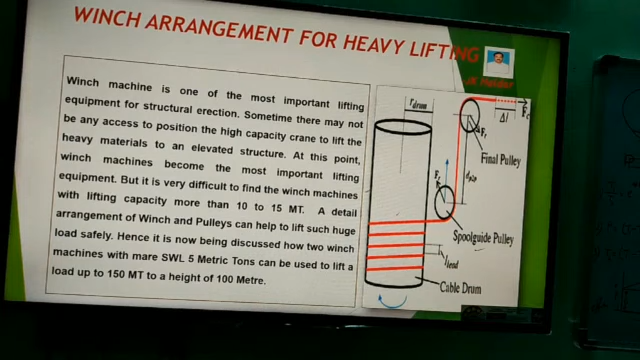 WINCH ARRANGEMENT FOR HEAVY LIFTING
Winch machine is one of the most important lifting
equipment for structural erection. Sometime there may not
be any access to position the high capacity crane to lift the
heavy materials to an elevated structure. At this point,
winch machines become the most important lifting
equipment. But it is very difficult to find the winch machines
with lifting capacity more than 10 to 15 MT. A detail
arrangement of Winch and Pulleys can help to lift such huge
load safely. Hence it is now being discussed how two winch
machines with mare SWL 5 Metric Tons can be used to lift a
load up to 150 MT to a height of 100 Metre.
r drum
Δl
Final Pulley
Spoolguide Pulley
l lead
Cable Drum